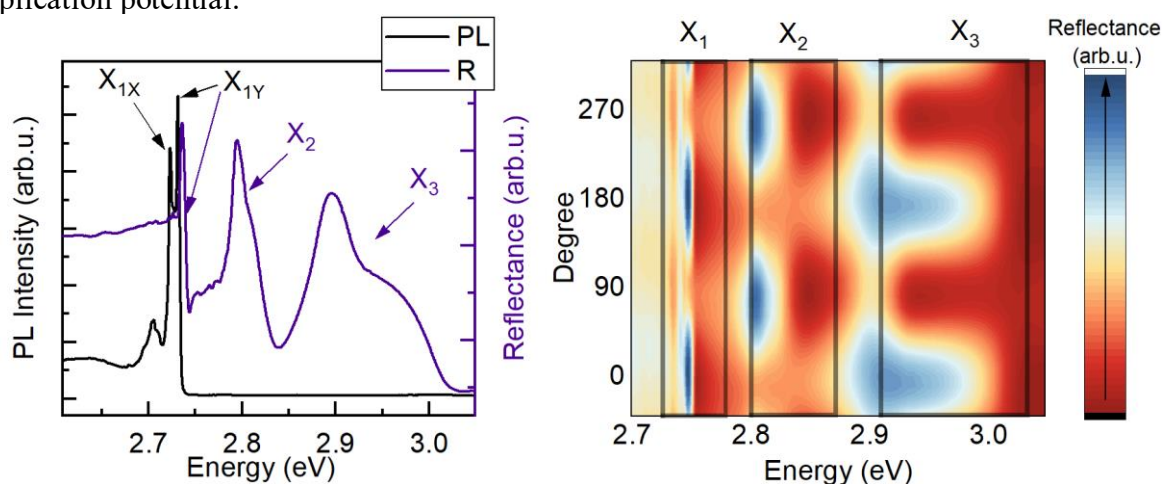 plication potential.
PL
R
X1X
X1Y
X2
X3
PL Intensity (arb.u.)
Reflectance (arb.u.)
2.7 2.8 2.9 3.0
Energy (eV)
X1 X2 X3
Reflectance
(arb.u.)
Degree
270
180
90
0
2.7 2.8 2.9 3.0
Energy (eV)